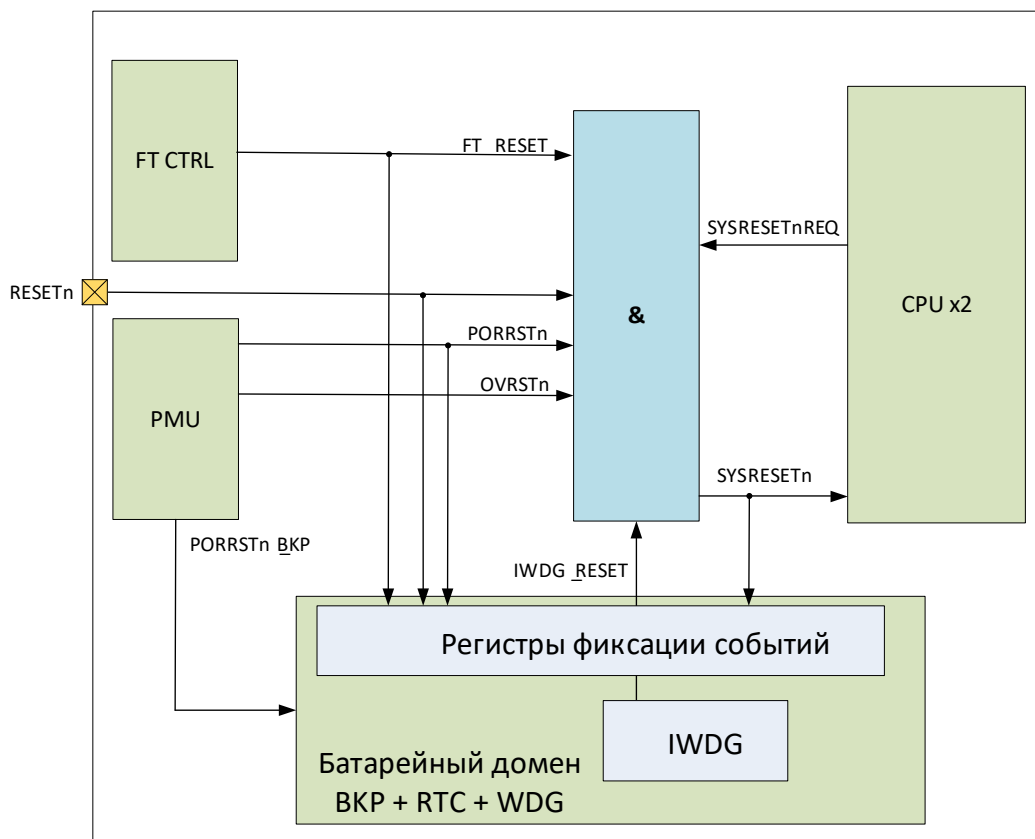 FT CTRL
FT_RESET
SYSRESETnREQ
RESETn
&
CPU x2
PORRSTn
OVRSTn
PMU
SYSRESETn
PORRSTn_BKP
IWDG_RESET
Регистры фиксации событий
IWDG
Батарейный домен
BKP + RTC + WDG